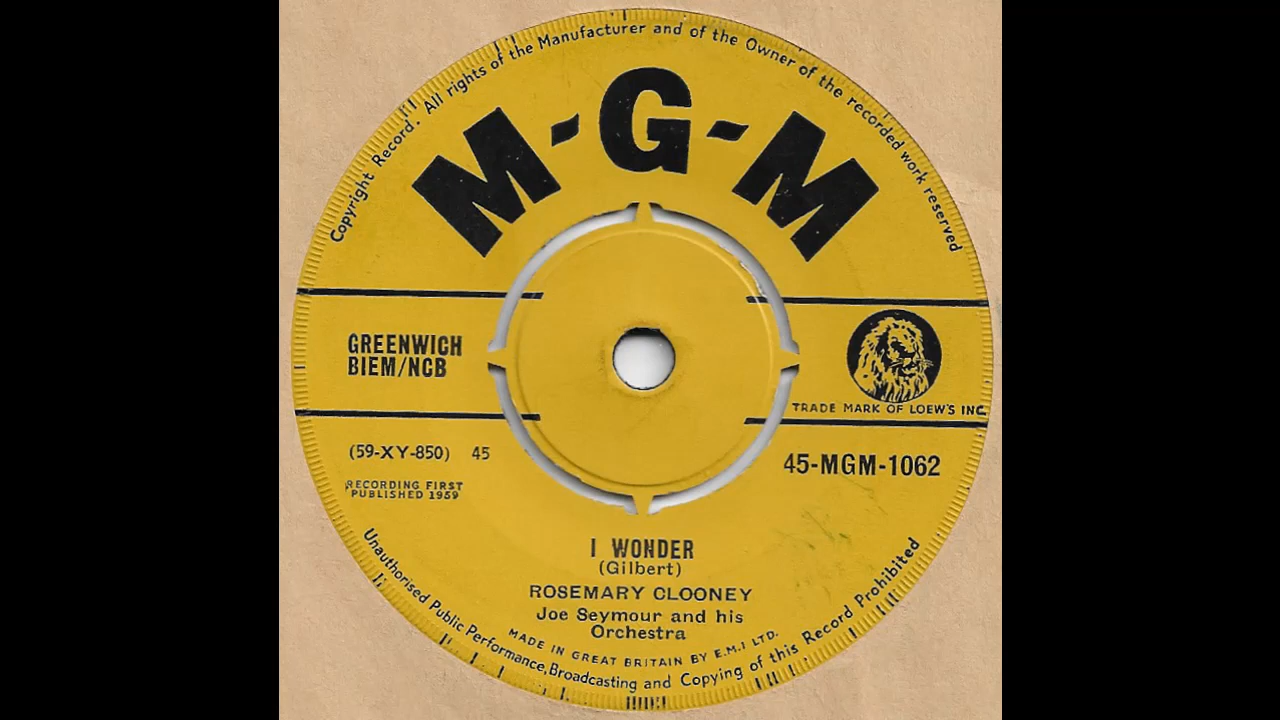 Copyright Record. All rights of the Manufacturer and of the Owner of the recorded work reserved
M-G-M
GREENWICH
BIEM/NCB
TRADE MARK OF LOEW'S INC.
(59-XY-850) 45
45-MGM-1062
RECORDING FIRST
PUBLISHED 1959
I WONDER
(Gilbert)
ROSEMARY CLOONEY
Joe Seymour and his
Orchestra
MADE IN GREAT BRITAIN BY E.M.I LTD.
Unauthorised Public Performance, Broadcasting and Copying of this Record Prohibited